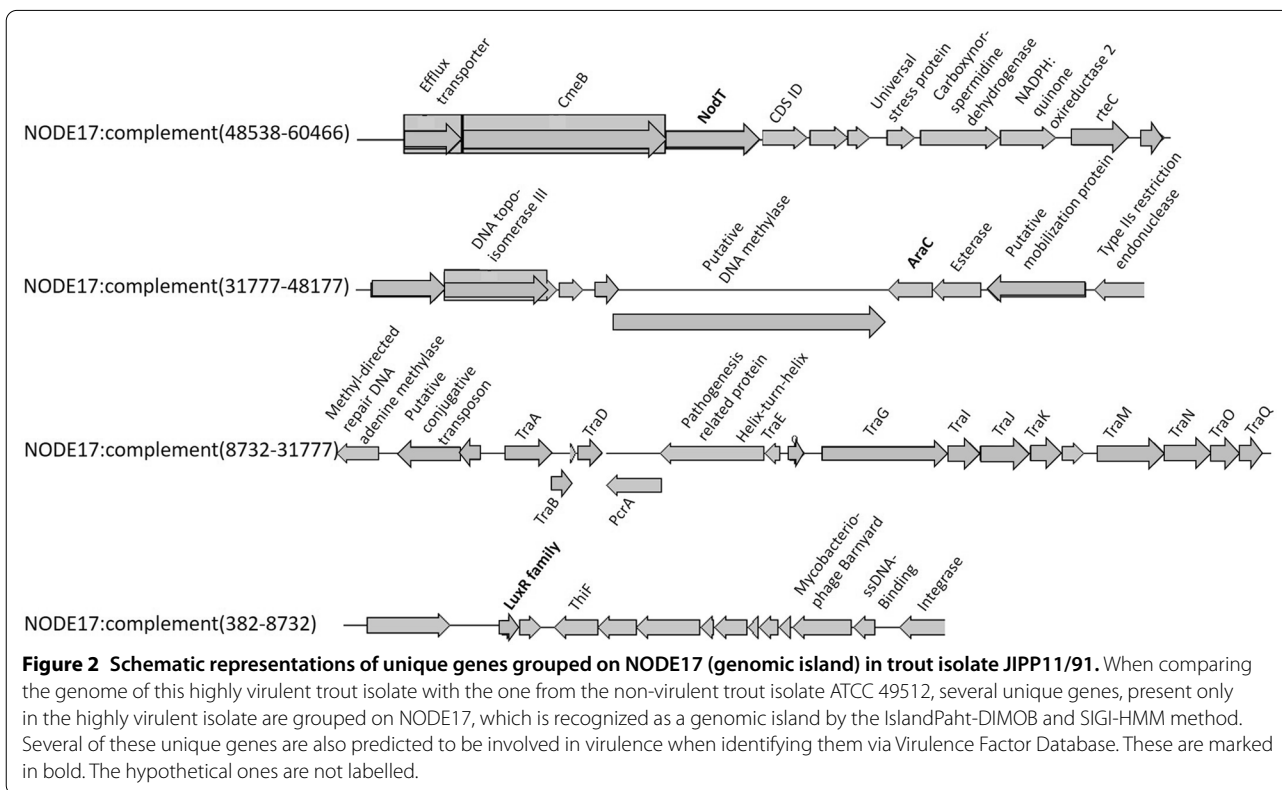 Efflux
transporter
CmeB
NodT
CDS ID
Universal
stress protein
Carboxynor-
spermidine
dehydrogenase
NADPH:
quinone
oxireductase 2
rteC
NODE17:complement(48538-60466)
DNA topo-
isomerase III
Putative
DNA methylase
AraC
Esterase
Putative
mobilization protein
Type IIs restriction
endonuclease
NODE17:complement(31777-48177)
Methyl-directed
repair DNA
adenine methylase
Putative
conjugative
transposon
TraA
TraD
Pathogenesis
related protein
Helix-turn-helix
TraE
TraG
TraI
TraJ
TraK
TraM
TraN
TraO
TraQ
NODE17:complement(8732-31777)
TraB
PcrA
LuxR family
ThiF
Mycobacterio-
phage Barnyard
ssDNA-
Binding
Integrase
NODE17:complement(382-8732)
Figure 2 Schematic representations of unique genes grouped on NODE17 (genomic island) in trout isolate JIPP11/91. When comparing
the genome of this highly virulent trout isolate with the one from the non-virulent trout isolate ATCC 49512, several unique genes, present only
in the highly virulent isolate are grouped on NODE17, which is recognized as a genomic island by the IslandPaht-DIMOB and SIGI-HMM method.
Several of these unique genes are also predicted to be involved in virulence when identifying them via Virulence Factor Database. These are marked
in bold. The hypothetical ones are not labelled.